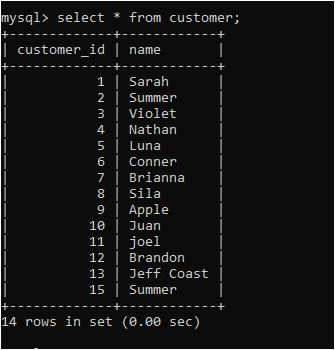 mysql> select * from customer;
+-------------+------------+
| customer_id | name       |
+-------------+------------+
|           1 | Sarah      |
|           2 | Summer     |
|           3 | Violet     |
|           4 | Nathan     |
|           5 | Luna       |
|           6 | Conner     |
|           7 | Brianna    |
|           8 | Sila       |
|           9 | Apple      |
|          10 | Juan       |
|          11 | joel       |
|          12 | Brandon    |
|          13 | Jeff Coast |
|          15 | Summer     |
+-------------+------------+
14 rows in set (0.00 sec)